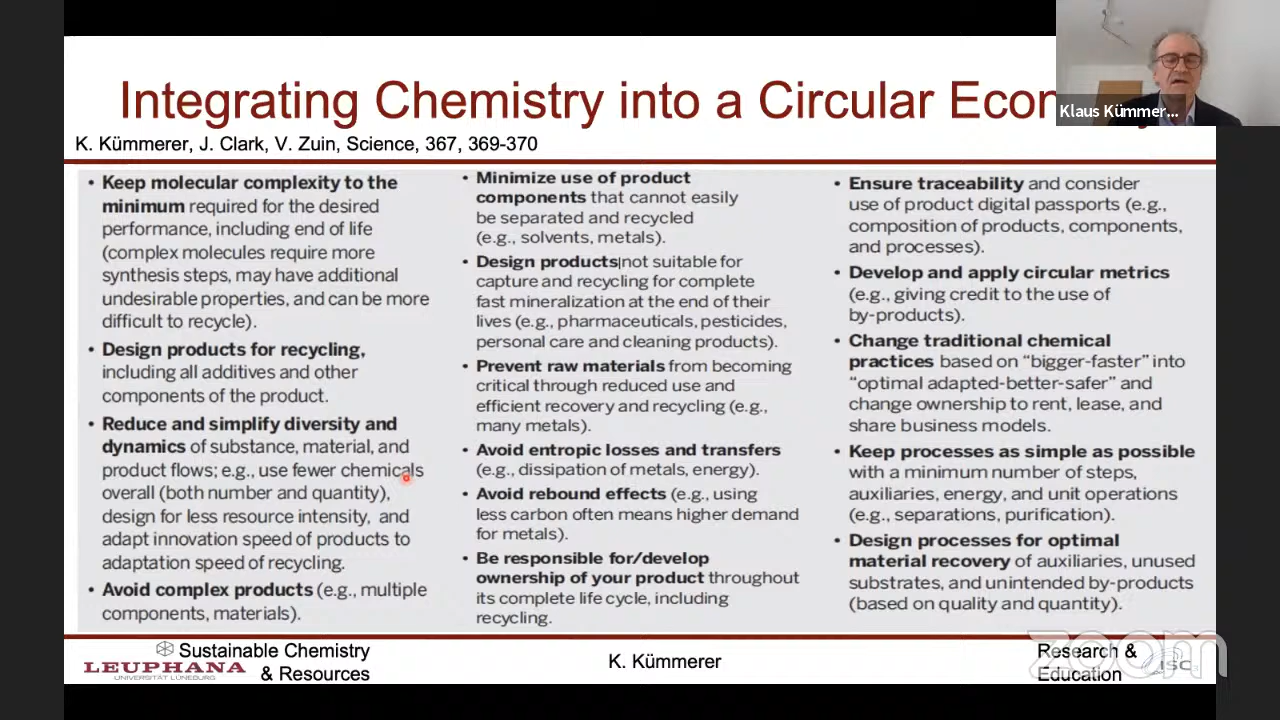 Integrating Chemistry into a Circular Econ
Klaus Kümmer...
K. Kümmerer, J. Clark, V. Zuin, Science, 367, 369-370
• Keep molecular complexity to the
minimum required for the desired
performance, including end of life
(complex molecules require more
synthesis steps, may have additional
undesirable properties, and can be more
difficult to recycle).
• Design products for recycling,
including all additives and other
components of the product.
• Reduce and simplify diversity and
dynamics of substance, material, and
product flows; e.g., use fewer chemicals
overall (both number and quantity),
design for less resource intensity, and
adapt innovation speed of products to
adaptation speed of recycling.
• Avoid complex products (e.g., multiple
components, materials).
• Minimize use of product
components that cannot easily
be separated and recycled
(e.g., solvents, metals).
• Design products not suitable for
capture and recycling for complete
fast mineralization at the end of their
lives (e.g., pharmaceuticals, pesticides,
personal care and cleaning products).
• Prevent raw materials from becoming
critical through reduced use and
efficient recovery and recycling (e.g.,
many metals).
• Avoid entropic losses and transfers
(e.g., dissipation of metals, energy).
• Avoid rebound effects (e.g., using
less carbon often means higher demand
for metals).
• Be responsible for/develop
ownership of your product throughout
its complete life cycle, including
recycling.
• Ensure traceability and consider
use of product digital passports (e.g.,
composition of products, components,
and processes).
• Develop and apply circular metrics
(e.g., giving credit to the use of
by-products).
• Change traditional chemical
practices based on “bigger-faster” into
“optimal adapted-better-safer” and
change ownership to rent, lease, and
share business models.
• Keep processes as simple as possible
with a minimum number of steps,
auxiliaries, energy, and unit operations
(e.g., separations, purification).
• Design processes for optimal
material recovery of auxiliaries, unused
substrates, and unintended by-products
(based on quality and quantity).
Sustainable Chemistry
& Resources
LEUPHANA
UNIVERSITÄT LÜNEBURG
K. Kümmerer
Research &
Education
ISC3
zoom